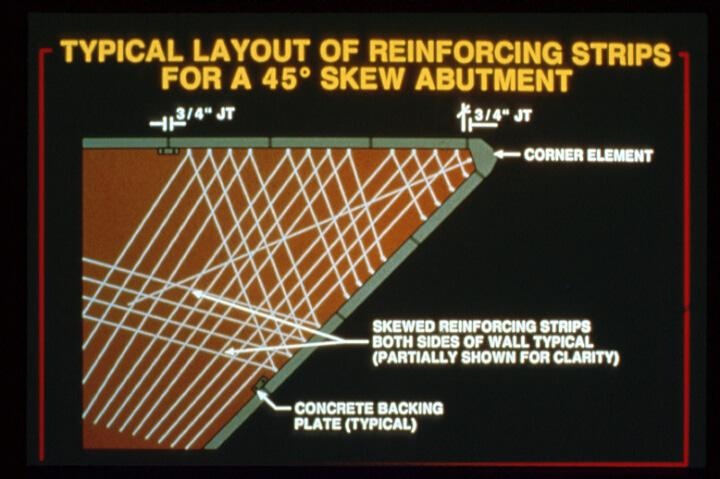 TYPICAL LAYOUT OF REINFORCING STRIPS
FOR A 45° SKEW ABUTMENT
3/4" JT
3/4" JT
CORNER ELEMENT
SKEWED REINFORCING STRIPS
BOTH SIDES OF WALL TYPICAL
(PARTIALLY SHOWN FOR CLARITY)
CONCRETE BACKING
PLATE (TYPICAL)